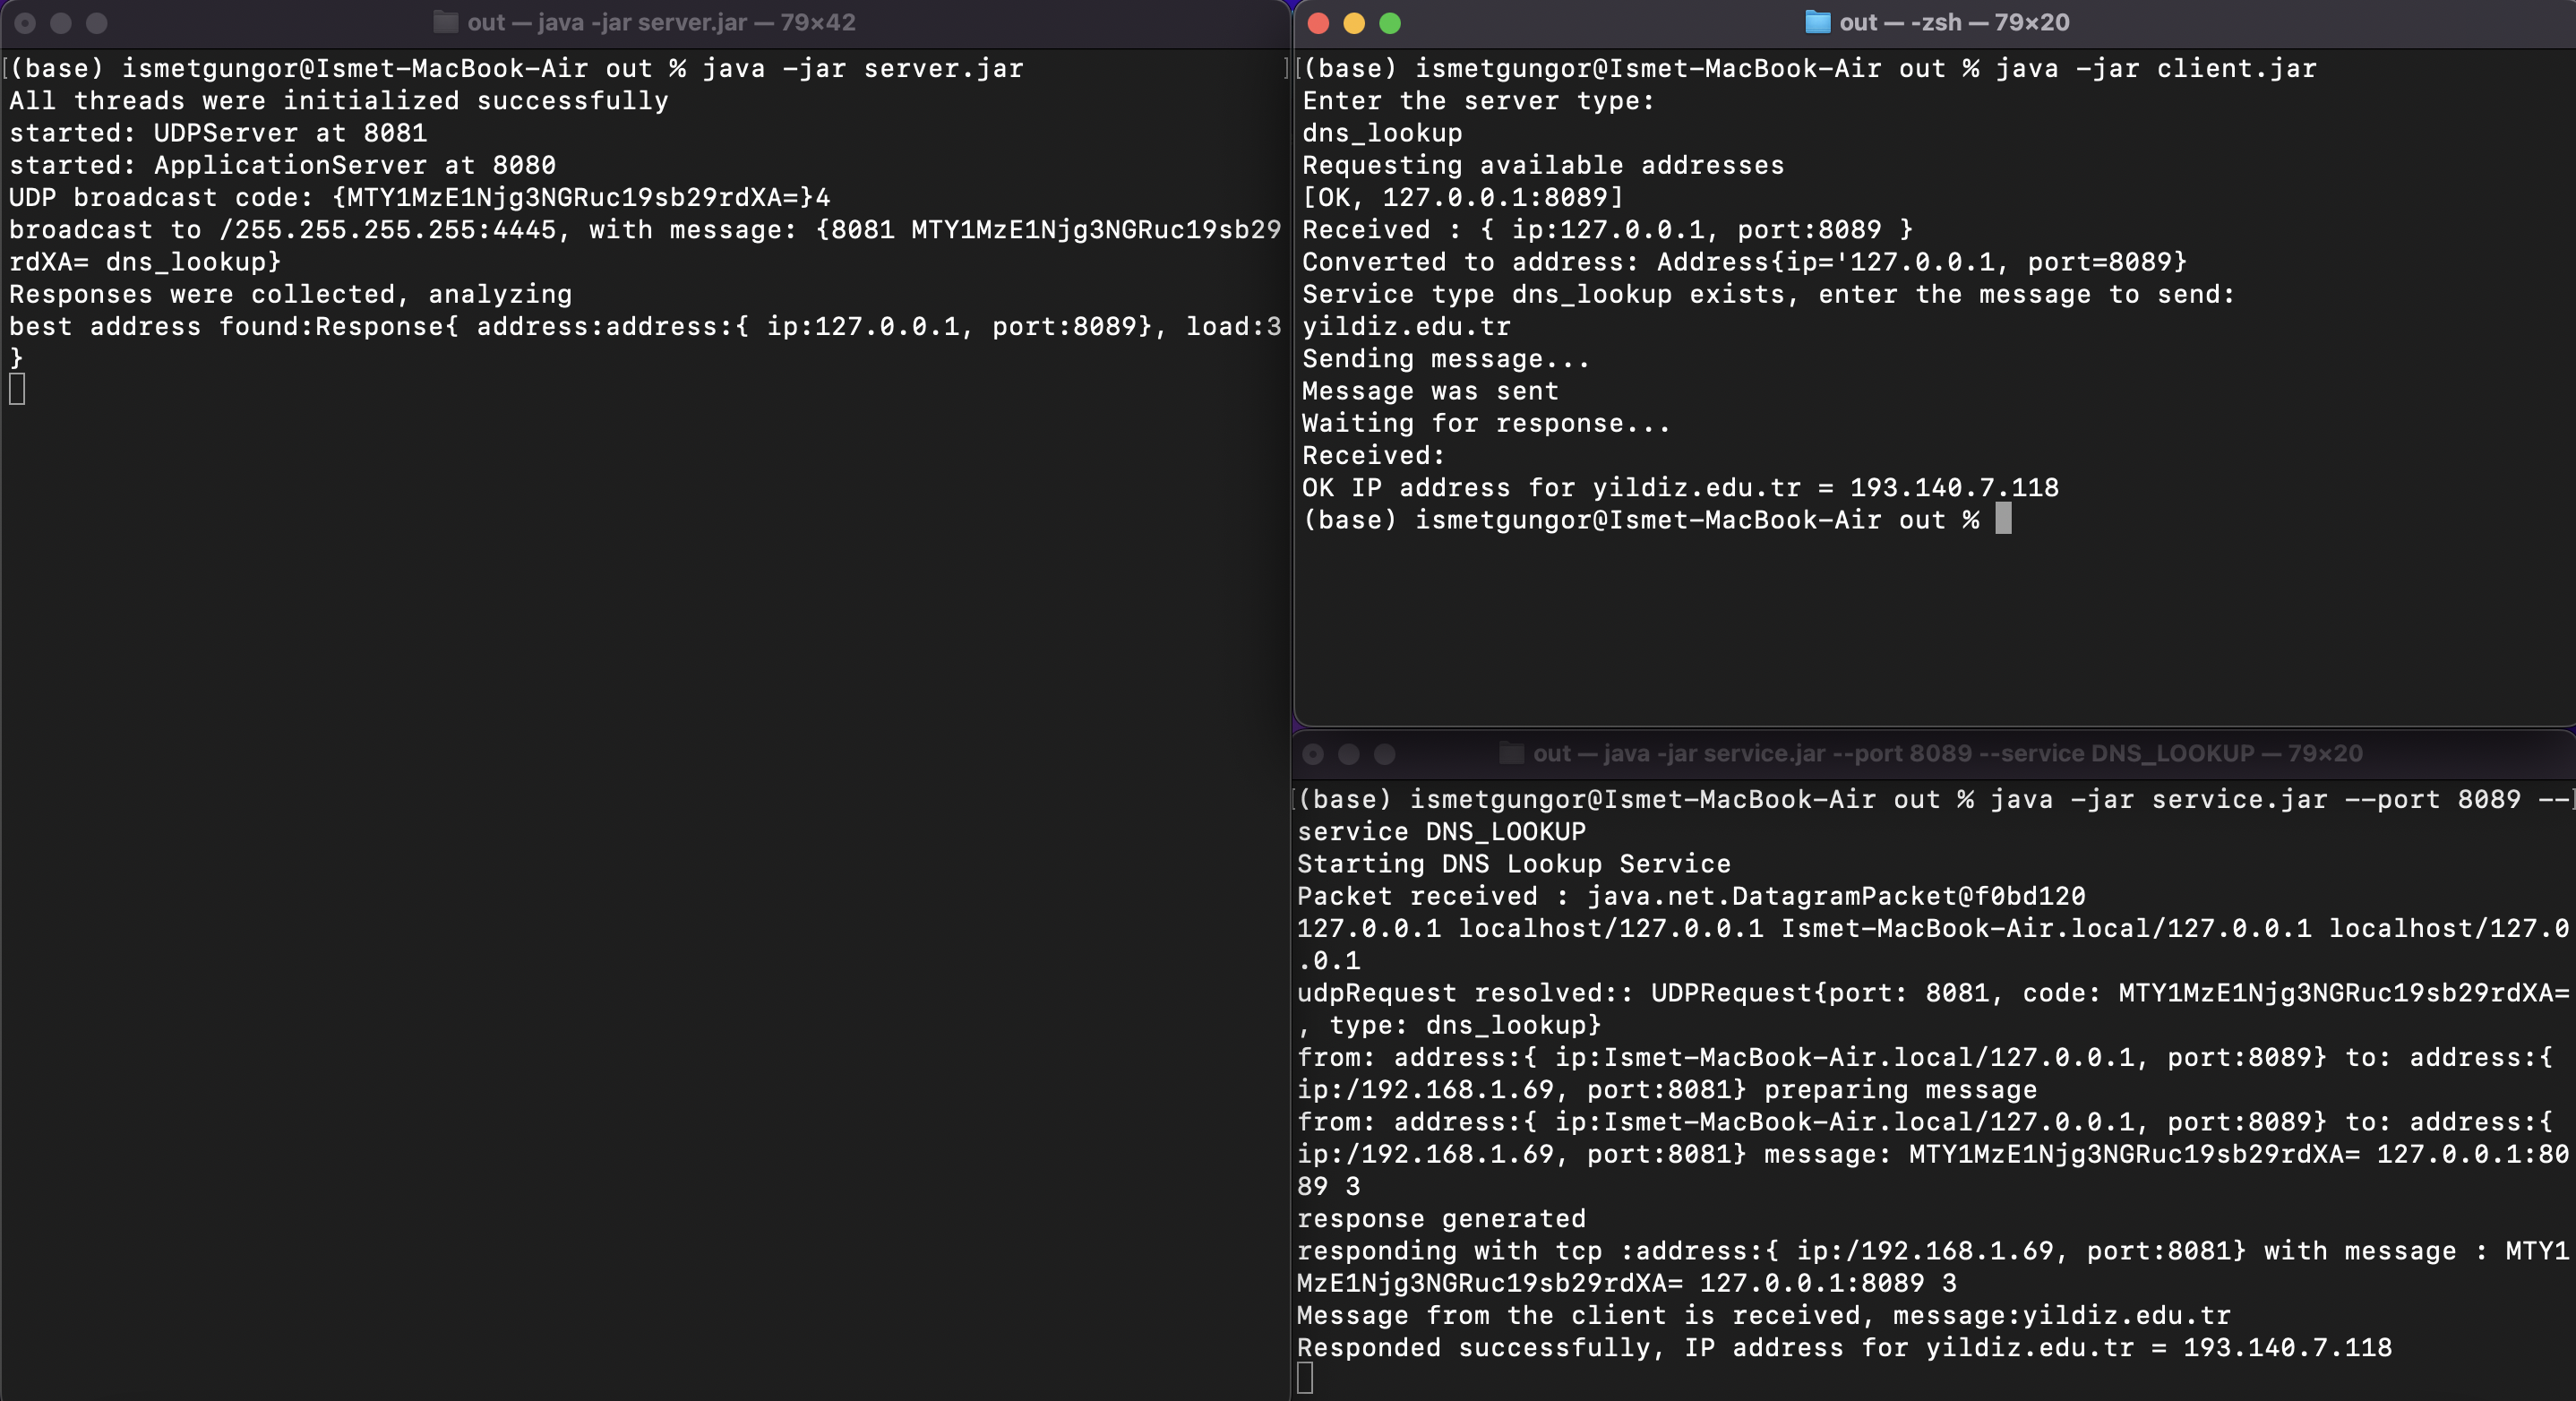 out — java -jar server.jar — 79×42
[(base) ismetgungor@Ismet-MacBook-Air out % java -jar server.jar ]
All threads were initialized successfully
started: UDPServer at 8081
started: ApplicationServer at 8080
UDP broadcast code: {MTY1MzE1Njg3NGRuc19sb29rdXA=}4
broadcast to /255.255.255.255:4445, with message: {8081 MTY1MzE1Njg3NGRuc19sb29
rdXA= dns_lookup}
Responses were collected, analyzing
best address found:Response{ address:address:{ ip:127.0.0.1, port:8089}, load:3
}
out — -zsh — 79×20
[(base) ismetgungor@Ismet-MacBook-Air out % java -jar client.jar
Enter the server type:
dns_lookup
Requesting available addresses
[OK, 127.0.0.1:8089]
Received : { ip:127.0.0.1, port:8089 }
Converted to address: Address{ip='127.0.0.1, port=8089}
Service type dns_lookup exists, enter the message to send:
yildiz.edu.tr
Sending message...
Message was sent
Waiting for response...
Received:
OK IP address for yildiz.edu.tr = 193.140.7.118
(base) ismetgungor@Ismet-MacBook-Air out %
out — java -jar service.jar --port 8089 --service DNS_LOOKUP — 79×20
[(base) ismetgungor@Ismet-MacBook-Air out % java -jar service.jar --port 8089 --]
service DNS_LOOKUP
Starting DNS Lookup Service
Packet received : java.net.DatagramPacket@f0bd120
127.0.0.1 localhost/127.0.0.1 Ismet-MacBook-Air.local/127.0.0.1 localhost/127.0
.0.1
udpRequest resolved:: UDPRequest{port: 8081, code: MTY1MzE1Njg3NGRuc19sb29rdXA=
, type: dns_lookup}
from: address:{ ip:Ismet-MacBook-Air.local/127.0.0.1, port:8089} to: address:{
ip:/192.168.1.69, port:8081} preparing message
from: address:{ ip:Ismet-MacBook-Air.local/127.0.0.1, port:8089} to: address:{
ip:/192.168.1.69, port:8081} message: MTY1MzE1Njg3NGRuc19sb29rdXA= 127.0.0.1:80
89 3
response generated
responding with tcp :address:{ ip:/192.168.1.69, port:8081} with message : MTY1
MzE1Njg3NGRuc19sb29rdXA= 127.0.0.1:8089 3
Message from the client is received, message:yildiz.edu.tr
Responded successfully, IP address for yildiz.edu.tr = 193.140.7.118